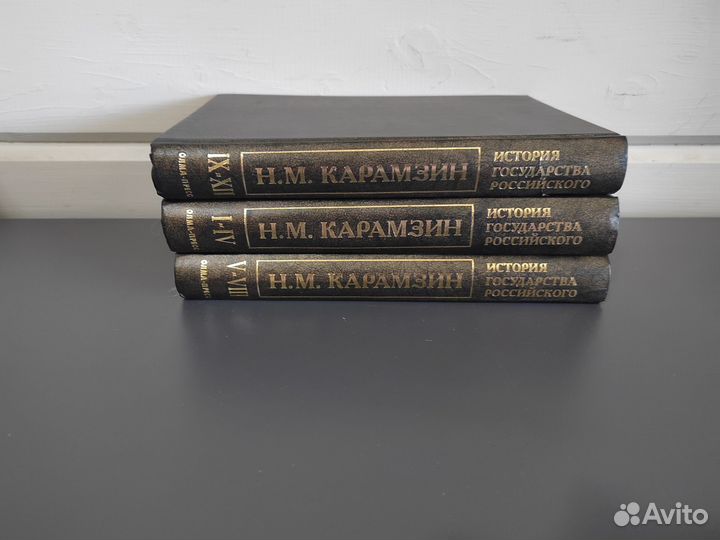 IX-XII
Н.М. КАРАМЗИН
ИСТОРИЯ
ГОСУДАРСТВА
РОССИЙСКОГО
I-IV
Н.М. КАРАМЗИН
ИСТОРИЯ
ГОСУДАРСТВА
РОССИЙСКОГО
V-VIII
Н.М. КАРАМЗИН
ИСТОРИЯ
ГОСУДАРСТВА
РОССИЙСКОГО
Avito